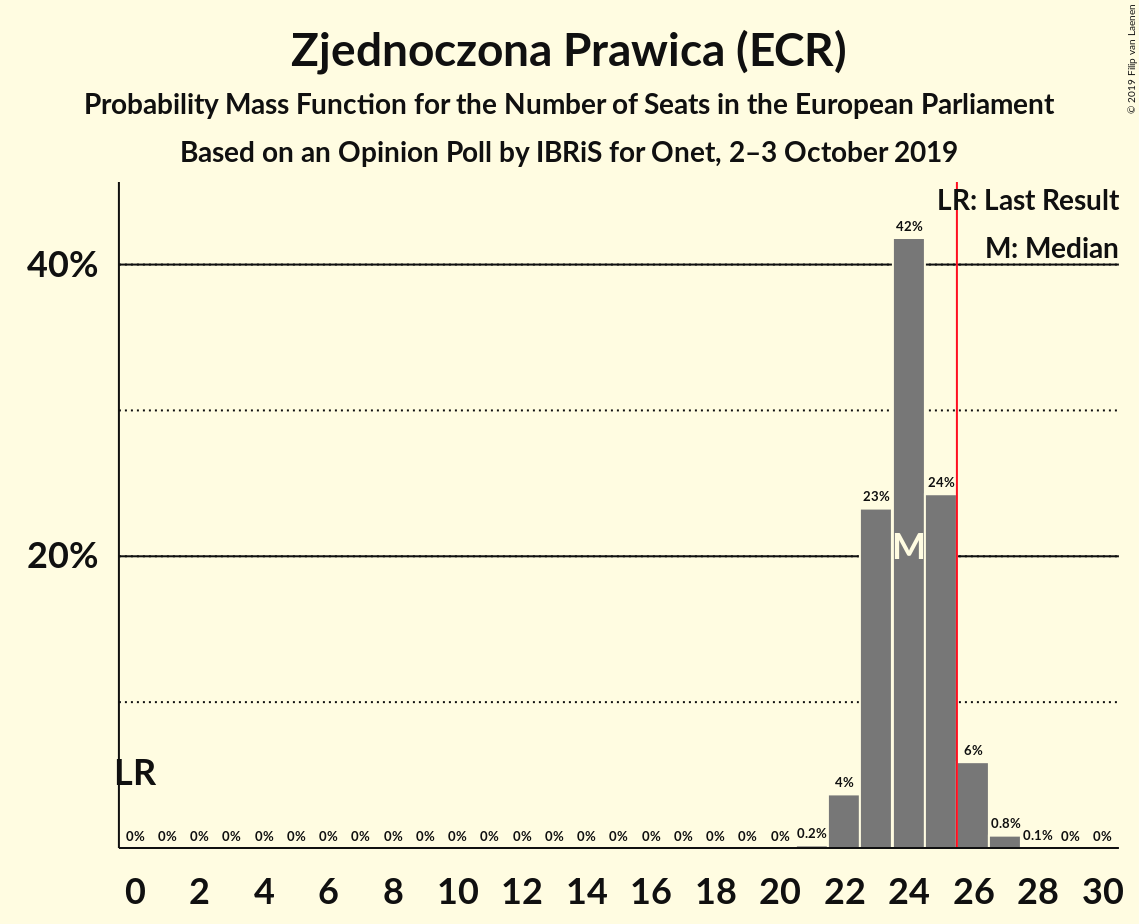 Zjednoczona Prawica (ECR)
Probability Mass Function for the Number of Seats in the European Parliament
Based on an Opinion Poll by IBRiS for Onet, 2–3 October 2019
© 2019 Filip van Laenen
LR: Last Result
M: Median
42%
40%
24%
23%
M
20%
6%
LR
4%
0% 0% 0% 0% 0% 0% 0% 0% 0% 0% 0% 0% 0% 0% 0% 0% 0% 0% 0% 0% 0% 0.2% 0.8% 0.1% 0% 0%
0 2 4 6 8 10 12 14 16 18 20 22 24 26 28 30